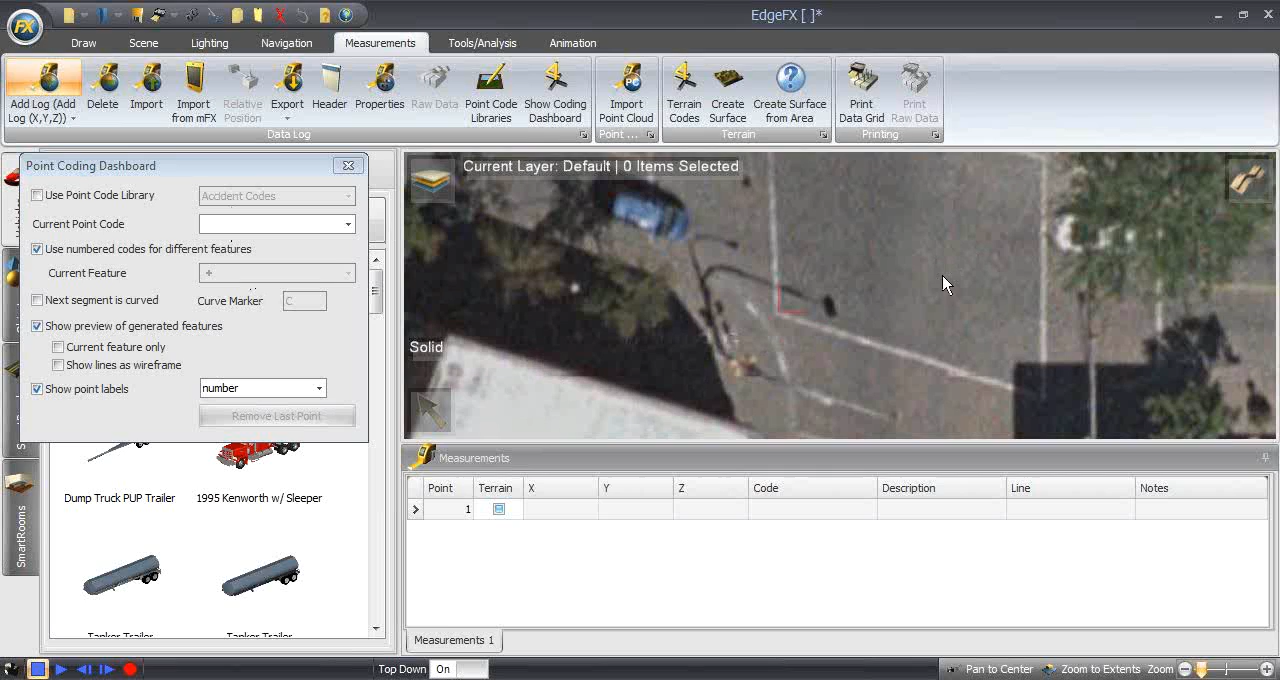 EdgeFX [ ]*
FX
Draw Scene Lighting Navigation Measurements Tools/Analysis Animation
Add Log (Add Log (X,Y,Z))
Delete
Import
Import from mFX
Relative Position
Export
Header
Properties
Raw Data
Point Code Libraries
Show Coding Dashboard
PC
Import Point Cloud
Terrain Codes
Create Surface
Create Surface from Area
Print Data Grid
Print Raw Data
Data Log
Point ...
Terrain
Printing
Point Coding Dashboard
Use Point Code Library Accident Codes
Current Point Code
Use numbered codes for different features
Current Feature +
Next segment is curved Curve Marker C
Show preview of generated features
Current feature only
Show lines as wireframe
Show point labels number
Remove Last Point
Dump Truck PUP Trailer
1995 Kenworth w/ Sleeper
SmartRooms
Current Layer: Default | 0 Items Selected
Solid
Measurements
Point Terrain X Y Z Code Description Line Notes
1
Measurements 1
Top Down On
Pan to Center Zoom to Extents Zoom